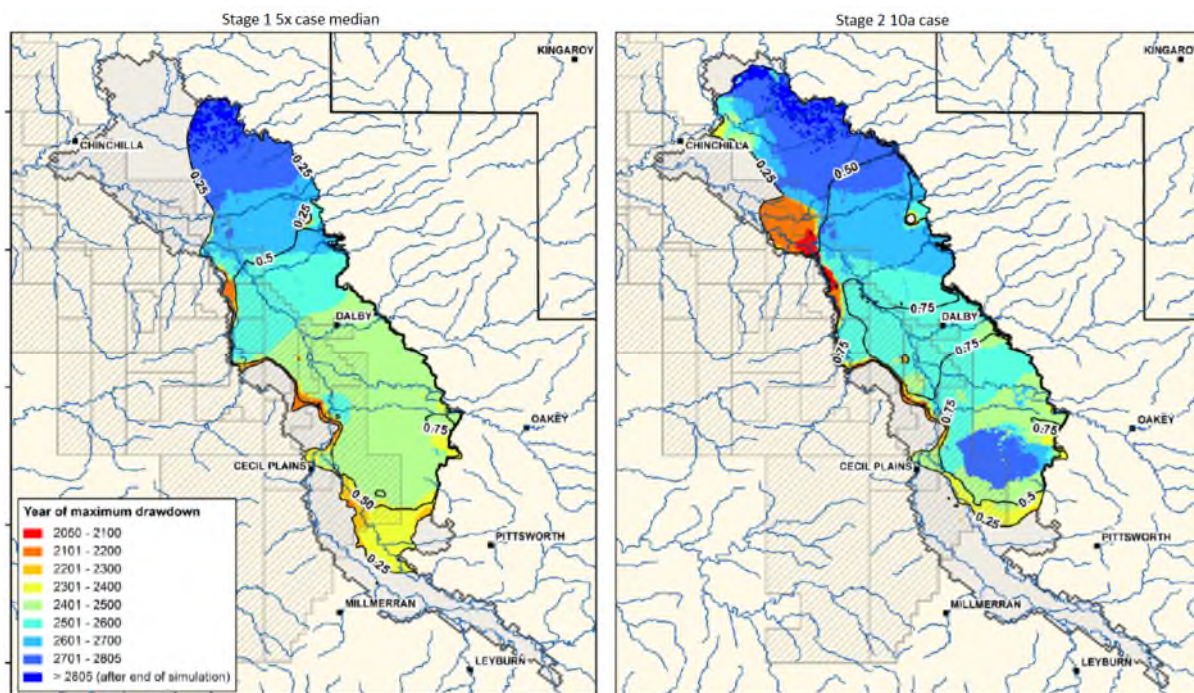 Stage 1 5x case median
KINGAROY
CHINCHILLA
0.25
0.25
0.25
0.5
DALBY
0.75
OAKEY
CECIL PLAINS
0.50
PITTSWORTH
0.25
MILLMERRAN
LEYBURN
Year of maximum drawdown
2050 - 2100
2101 - 2200
2201 - 2300
2301 - 2400
2401 - 2500
2501 - 2600
2601 - 2700
2701 - 2805
> 2805 (after end of simulation)
Stage 2 10a case
KINGAROY
CHINCHILLA
0.50
0.25
0.75
DALBY
0.75
0.75
0.75
0.75
OAKEY
CECIL PLAINS
0.5
0.25
PITTSWORTH
MILLMERRAN
LEYBURN